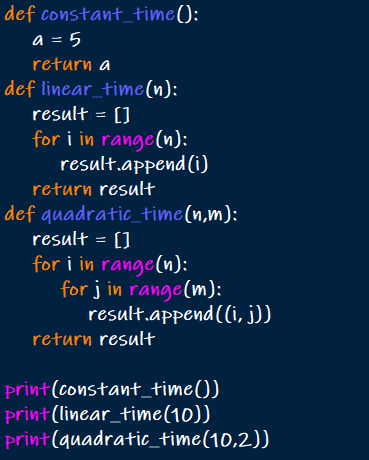 def constant_time():
    a = 5
    return a
def linear_time(n):
    result = []
    for i in range(n):
        result.append(i)
    return result
def quadratic_time(n,m):
    result = []
    for i in range(n):
        for j in range(m):
            result.append((i, j))
    return result

print(constant_time())
print(linear_time(10))
print(quadratic_time(10,2))